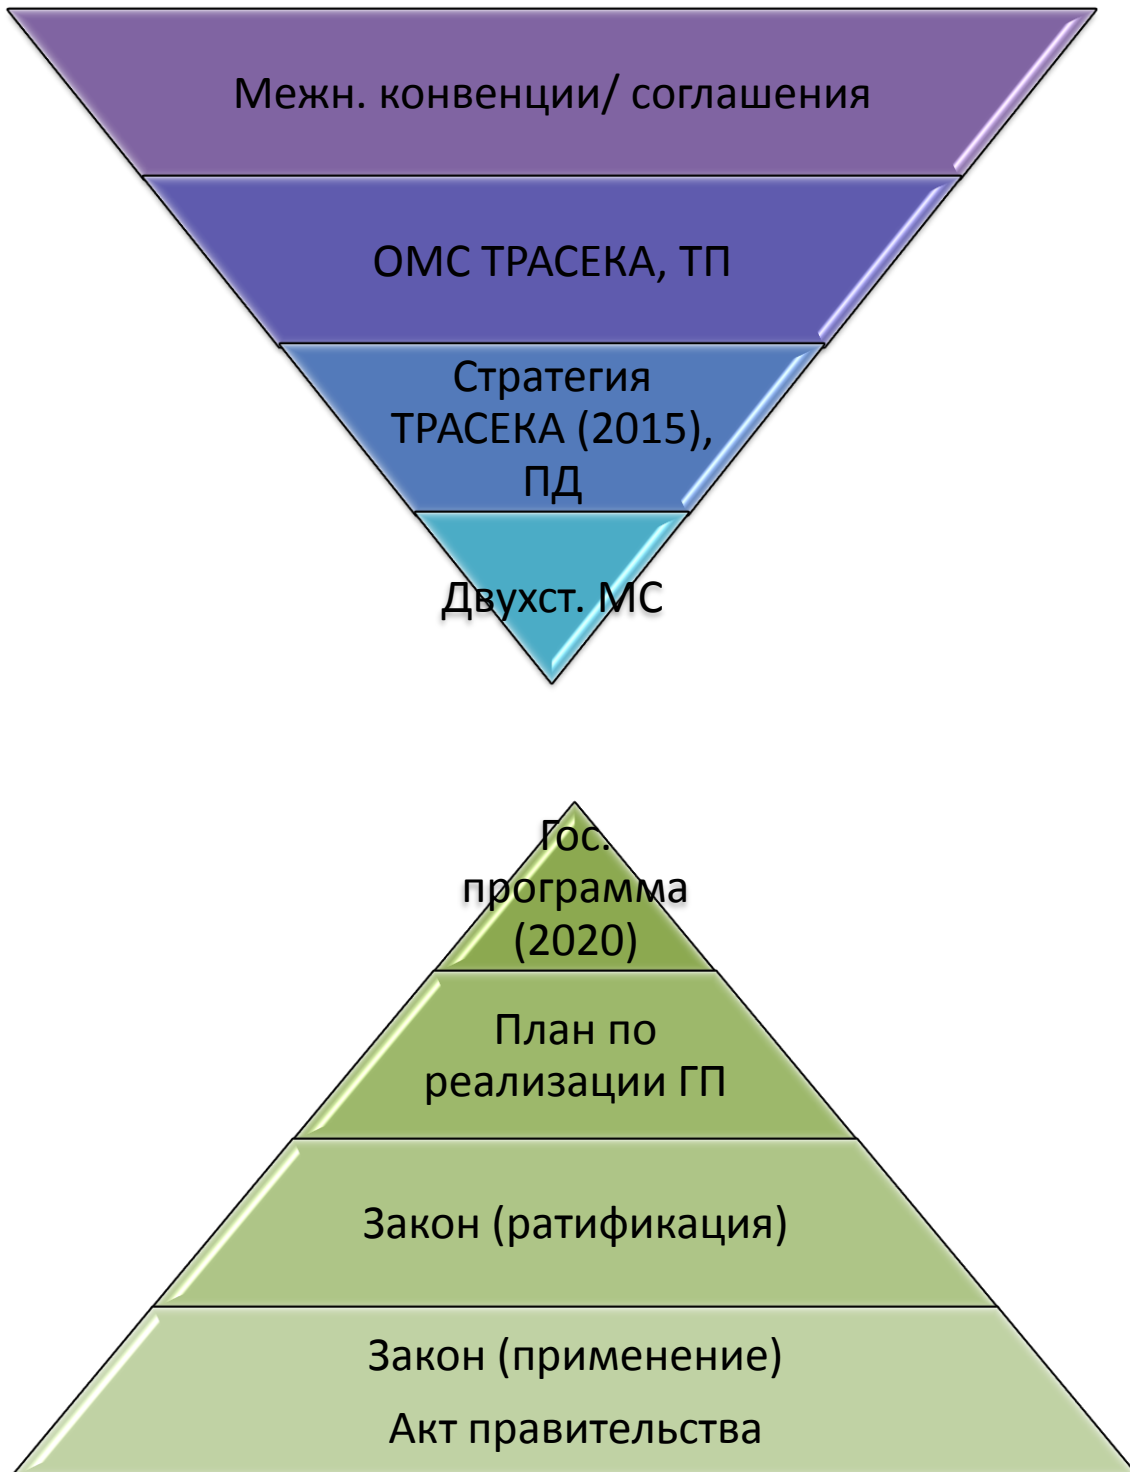 Межн. конвенции/ соглашения
ОМС ТРАСЕКА, ТП
Стратегия
ТРАСЕКА (2015),
ПД
Двухст. МС
Гос.
программа
(2020)
План по
реализации ГП
Закон (ратификация)
Закон (применение)
Акт правительства